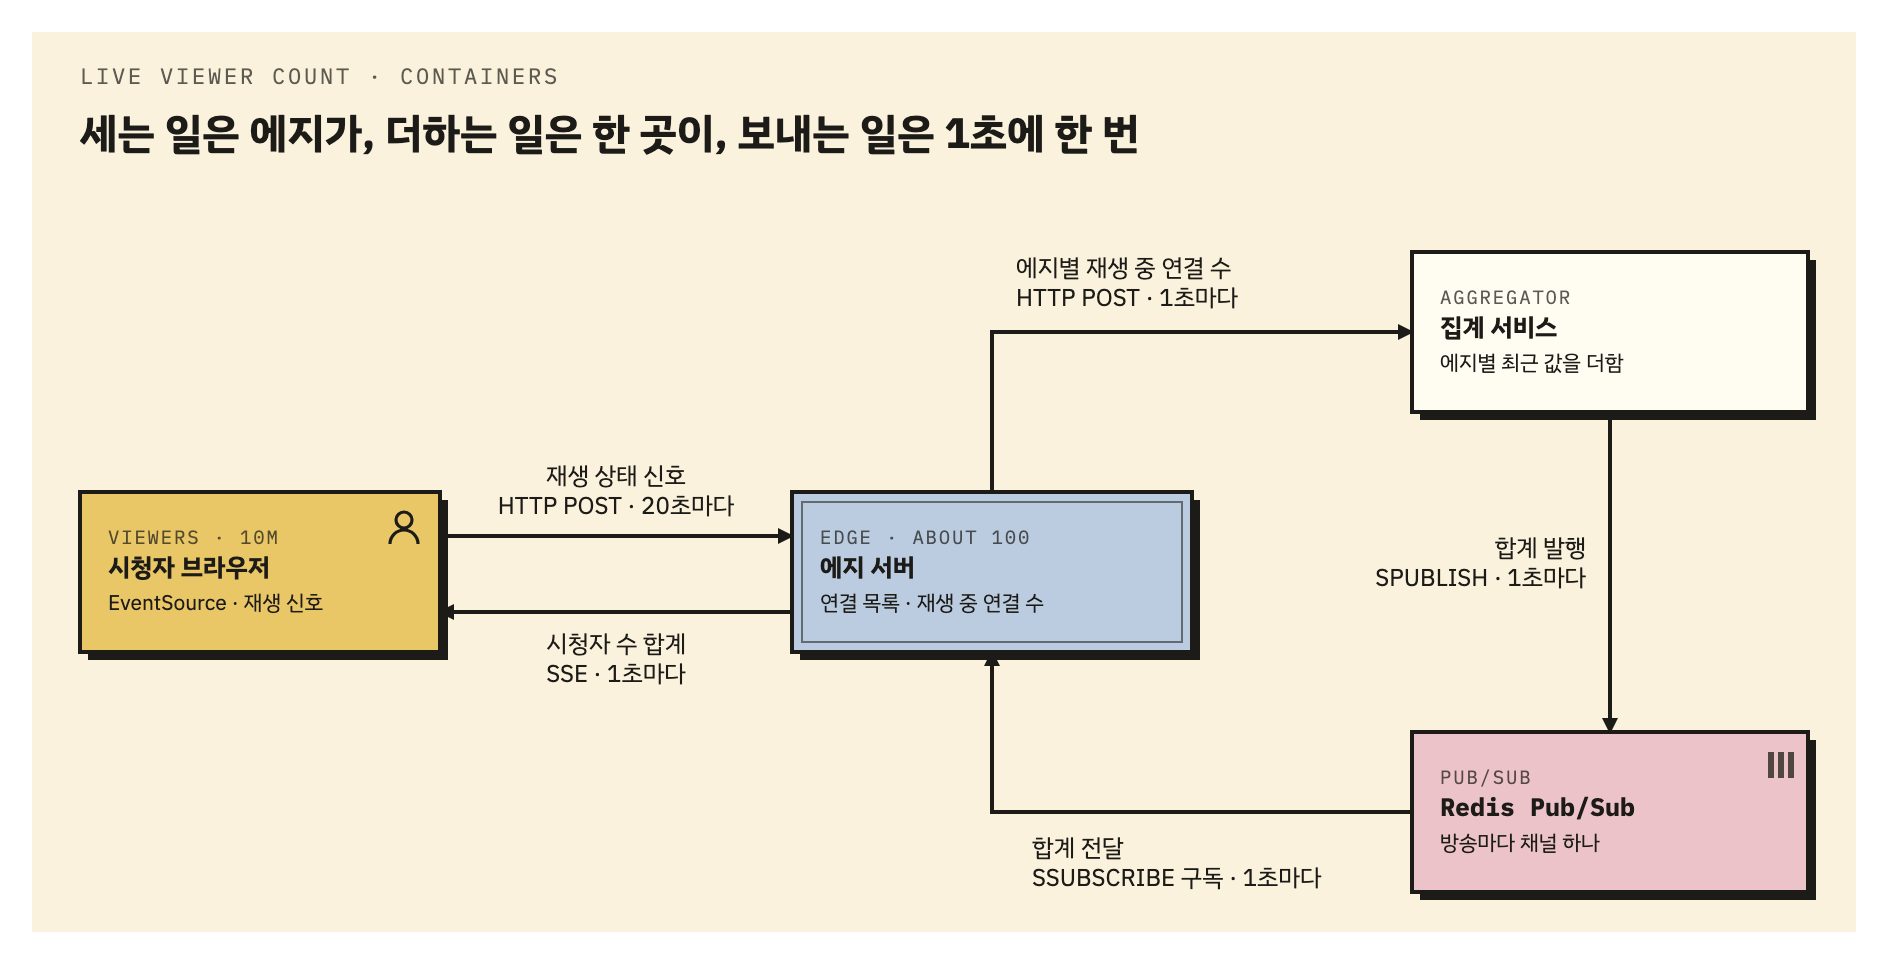 LIVE VIEWER COUNT · CONTAINERS
세는 일은 에지가, 더하는 일은 한 곳이, 보내는 일은 1초에 한 번
에지별 재생 중 연결 수
HTTP POST · 1초마다
AGGREGATOR
집계 서비스
에지별 최근 값을 더함
재생 상태 신호
HTTP POST · 20초마다
VIEWERS · 10M
시청자 브라우저
EventSource · 재생 신호
EDGE · ABOUT 100
에지 서버
연결 목록 · 재생 중 연결 수
합계 발행
SPUBLISH · 1초마다
시청자 수 합계
SSE · 1초마다
PUB/SUB
Redis Pub/Sub
방송마다 채널 하나
합계 전달
SSUBSCRIBE 구독 · 1초마다